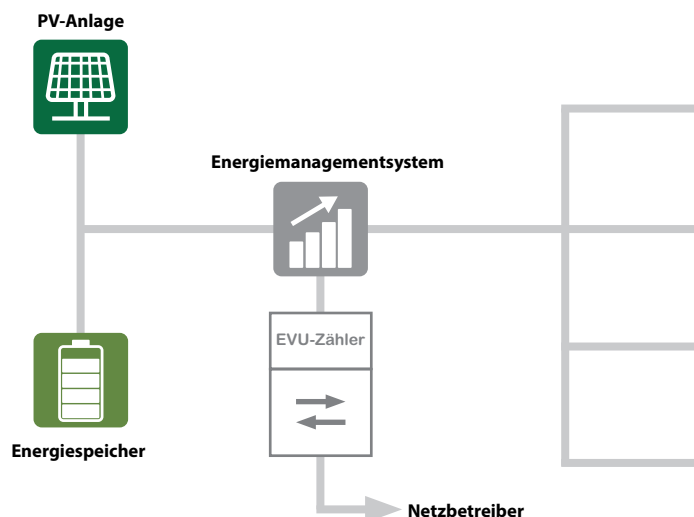 PV-Anlage
Energiemanagementsystem
EVU-Zähler
Energiespeicher
Netzbetreiber